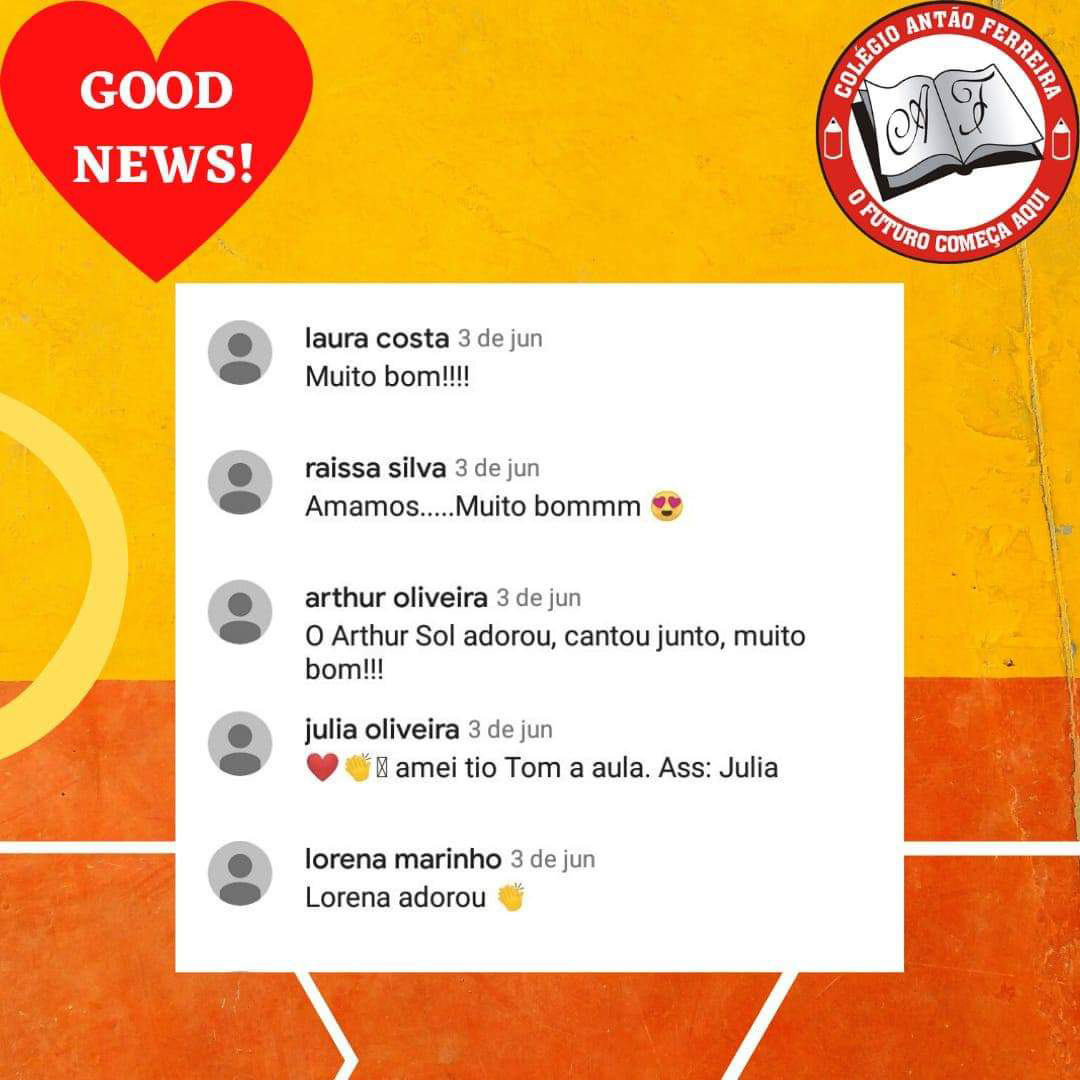 GOOD
NEWS!
COLÉGIO ANTÃO FERREIRA
AF
O FUTURO COMEÇA AQUI
laura costa 3 de jun
Muito bom!!!!
raissa silva 3 de jun
Amamos.....Muito bommm 😍
arthur oliveira 3 de jun
O Arthur Sol adorou, cantou junto, muito
bom!!!
julia oliveira 3 de jun
❤️👏 amei tio Tom a aula. Ass: Julia
lorena marinho 3 de jun
Lorena adorou 👏